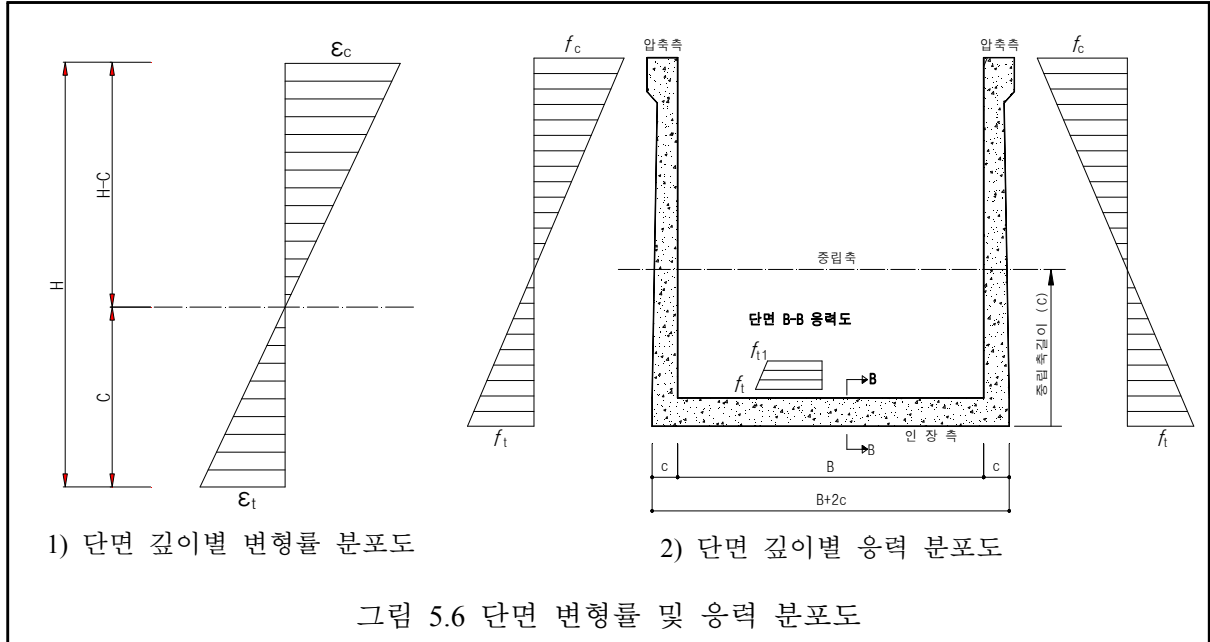 εc
H
H-C
C
εt
1) 단면 깊이별 변형률 분포도
fc
ft
압축측
압축측
fc
중립축
단면 B-B 응력도
ft1
ft
B
B
인 장 측
중립축길이 (C)
ft
c
B
c
B+2c
2) 단면 깊이별 응력 분포도
그림 5.6 단면 변형률 및 응력 분포도